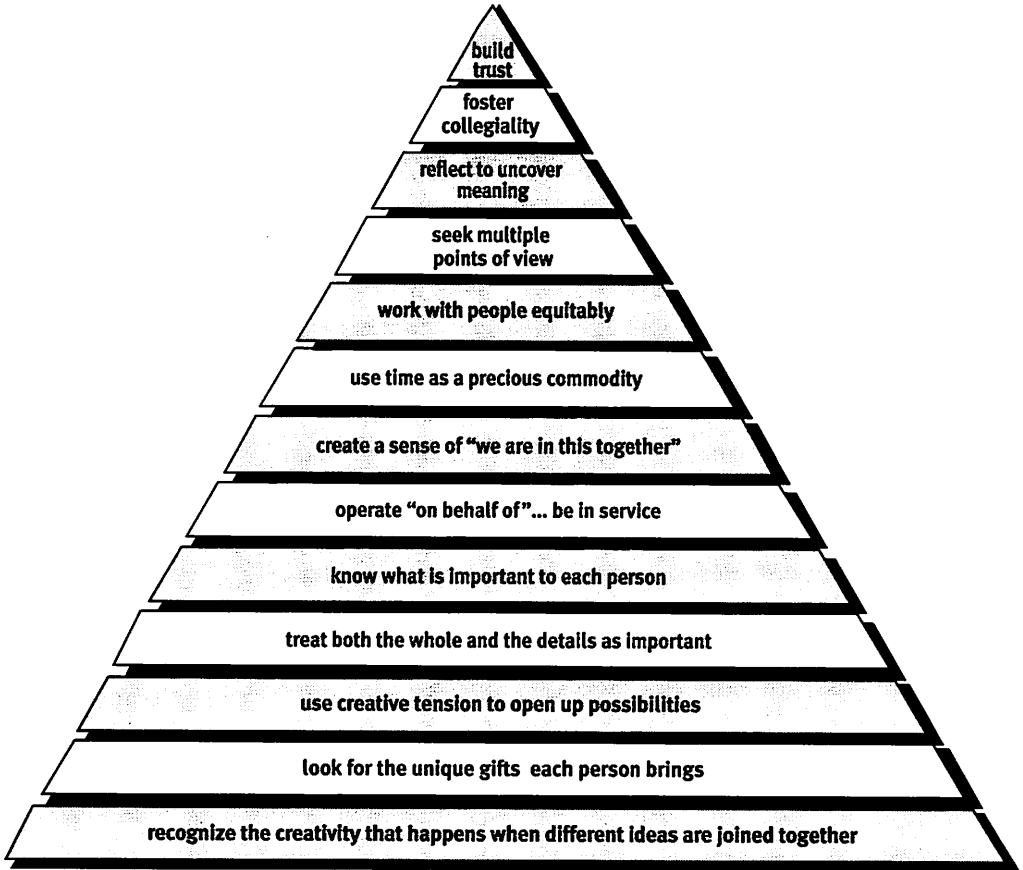 build
trust
foster
collegiality
reflect to uncover
meaning
seek multiple
points of view
work with people equitably
use time as a precious commodity
create a sense of “we are in this together”
operate “on behalf of”... be in service
know what is important to each person
treat both the whole and the details as important
use creative tension to open up possibilities
look for the unique gifts each person brings
recognize the creativity that happens when different ideas are joined together